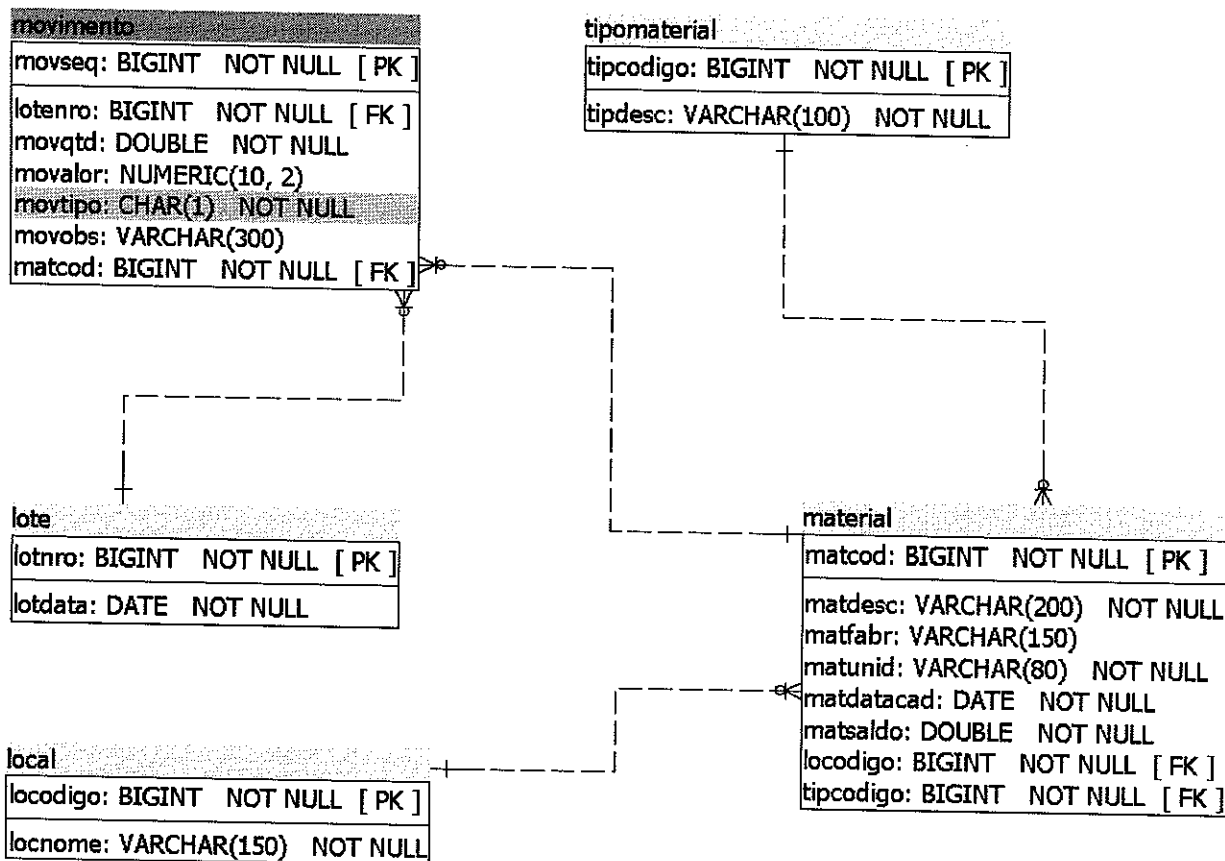 movimento
movseq: BIGINT NOT NULL [ PK ]
lotenro: BIGINT NOT NULL [ FK ]
movqtd: DOUBLE NOT NULL
movalor: NUMERIC(10, 2)
movtipo: CHAR(1) NOT NULL
movobs: VARCHAR(300)
matcod: BIGINT NOT NULL [ FK ]
tipomaterial
tipcodigo: BIGINT NOT NULL [ PK ]
tipdesc: VARCHAR(100) NOT NULL
lote
lotnro: BIGINT NOT NULL [ PK ]
lotdata: DATE NOT NULL
material
matcod: BIGINT NOT NULL [ PK ]
matdesc: VARCHAR(200) NOT NULL
matfabr: VARCHAR(150)
matunid: VARCHAR(80) NOT NULL
matdatacad: DATE NOT NULL
matsaldo: DOUBLE NOT NULL
locodigo: BIGINT NOT NULL [ FK ]
tipcodigo: BIGINT NOT NULL [ FK ]
local
locodigo: BIGINT NOT NULL [ PK ]
locnome: VARCHAR(150) NOT NULL